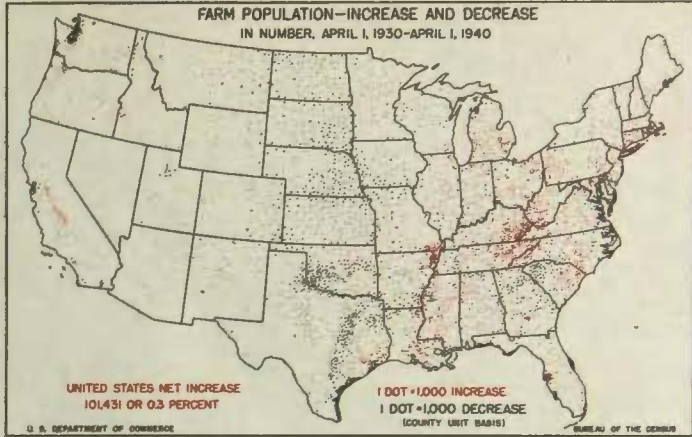 FARM POPULATION—INCREASE AND DECREASE
IN NUMBER, APRIL 1, 1930–APRIL 1, 1940
UNITED STATES NET INCREASE
101,431 OR 0.3 PERCENT
1 DOT = 1,000 INCREASE
1 DOT = 1,000 DECREASE
(COUNTY UNIT BASIS)
U. S. DEPARTMENT OF COMMERCE
BUREAU OF THE CENSUS